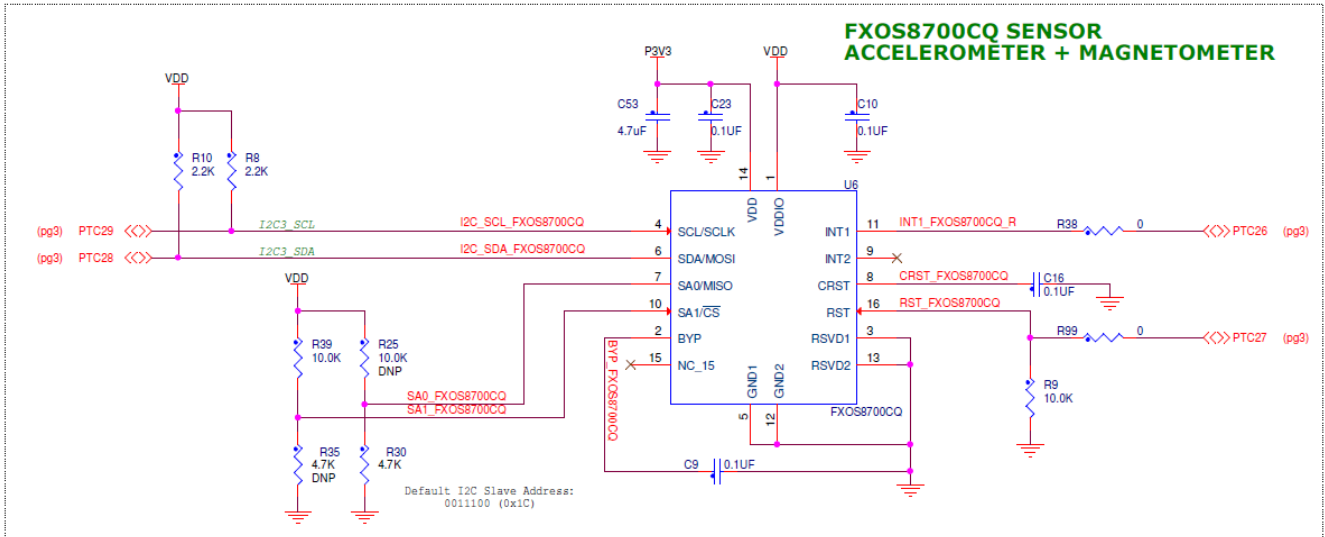 FXOS8700CQ SENSOR
ACCELEROMETER + MAGNETOMETER
P3V3
VDD
VDD
C53
4.7uF
C23
0.1UF
C10
0.1UF
R10
2.2K
R8
2.2K
U6
14
1
VDD
VDDIO
(pg3)
PTC29
I2C3_SCL
I2C_SCL_FXOS8700CQ
4
SCL/SCLK
INT1
11
INT1_FXOS8700CQ_R
R38
0
PTC26
(pg3)
(pg3)
PTC28
I2C3_SDA
I2C_SDA_FXOS8700CQ
6
SDA/MOSI
INT2
9
VDD
7
SA0/MISO
CRST
8
CRST_FXOS8700CQ
C16
0.1UF
10
SA1/CS
RST
16
RST_FXOS8700CQ
2
BYP
RSVD1
3
R99
0
PTC27
(pg3)
15
NC_15
RSVD2
13
R39
10.0K
R25
10.0K
DNP
BYP_FXOS8700CQ
GND1
GND2
5
12
FXOS8700CQ
R9
10.0K
SA0_FXOS8700CQ
SA1_FXOS8700CQ
R35
4.7K
DNP
R30
4.7K
C9
0.1UF
Default I2C Slave Address:
0011100 (0x1C)